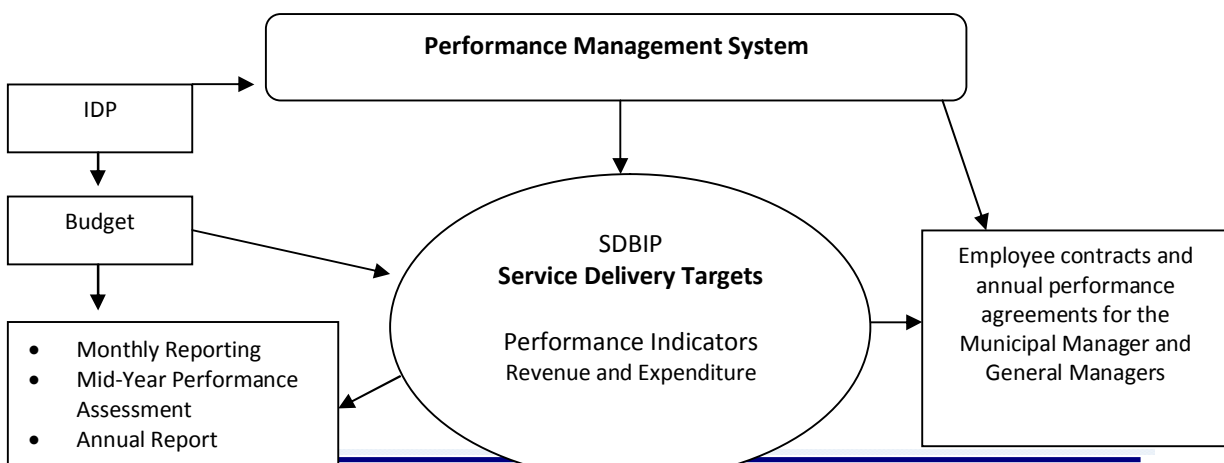 Performance Management System
IDP
Budget
SDBIP
Service Delivery Targets
Performance Indicators
Revenue and Expenditure
Employee contracts and
annual performance
agreements for the
Municipal Manager and
General Managers
• Monthly Reporting
• Mid-Year Performance
Assessment
• Annual Report